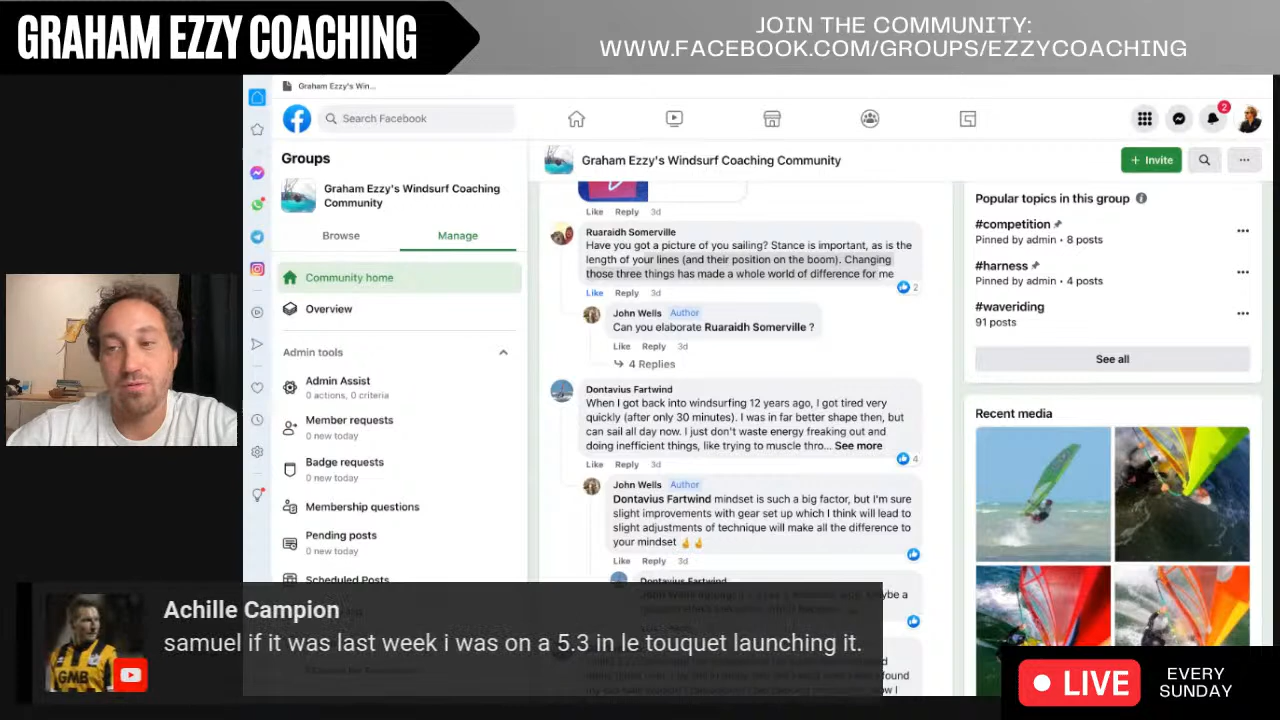 GRAHAM EZZY COACHING
JOIN THE COMMUNITY:
WWW.FACEBOOK.COM/GROUPS/EZZYCOACHING
Graham Ezzy's Win...
Search Facebook
2
Groups
Graham Ezzy's Windsurf Coaching
Community
Browse
Manage
Community home
Overview
Admin tools
Admin Assist
0 actions, 0 criteria
Member requests
0 new today
Badge requests
0 new today
Membership questions
Pending posts
0 new today
Scheduled Posts
Graham Ezzy's Windsurf Coaching Community
+ Invite
Like Reply 3d
Ruaraidh Somerville
Have you got a picture of you sailing? Stance is important, as is the
length of your lines (and their position on the boom). Changing
those three things has made a whole world of difference for me
2
Like Reply 3d
John Wells Author
Can you elaborate Ruaraidh Somerville ?
Like Reply 3d
4 Replies
Dontavius Fartwind
When I got back into windsurfing 12 years ago, I got tired very
quickly (after only 30 minutes). I was in far better shape then, but
can sail all day now. I just don't waste energy freaking out and
doing inefficient things, like trying to muscle thro... See more
4
Like Reply 3d
John Wells Author
Dontavius Fartwind mindset is such a big factor, but I'm sure
slight improvements with gear set up which I think will lead to
slight adjustments of technique will make all the difference to
your mindset 🤞🤞
Like Reply 3d
Dontavius Fartwind
Popular topics in this group
#competition
Pinned by admin • 8 posts
#harness
Pinned by admin • 4 posts
#waveriding
91 posts
See all
Recent media
Achille Campion
samuel if it was last week i was on a 5.3 in le touquet launching it.
GMB
LIVE
EVERY
SUNDAY